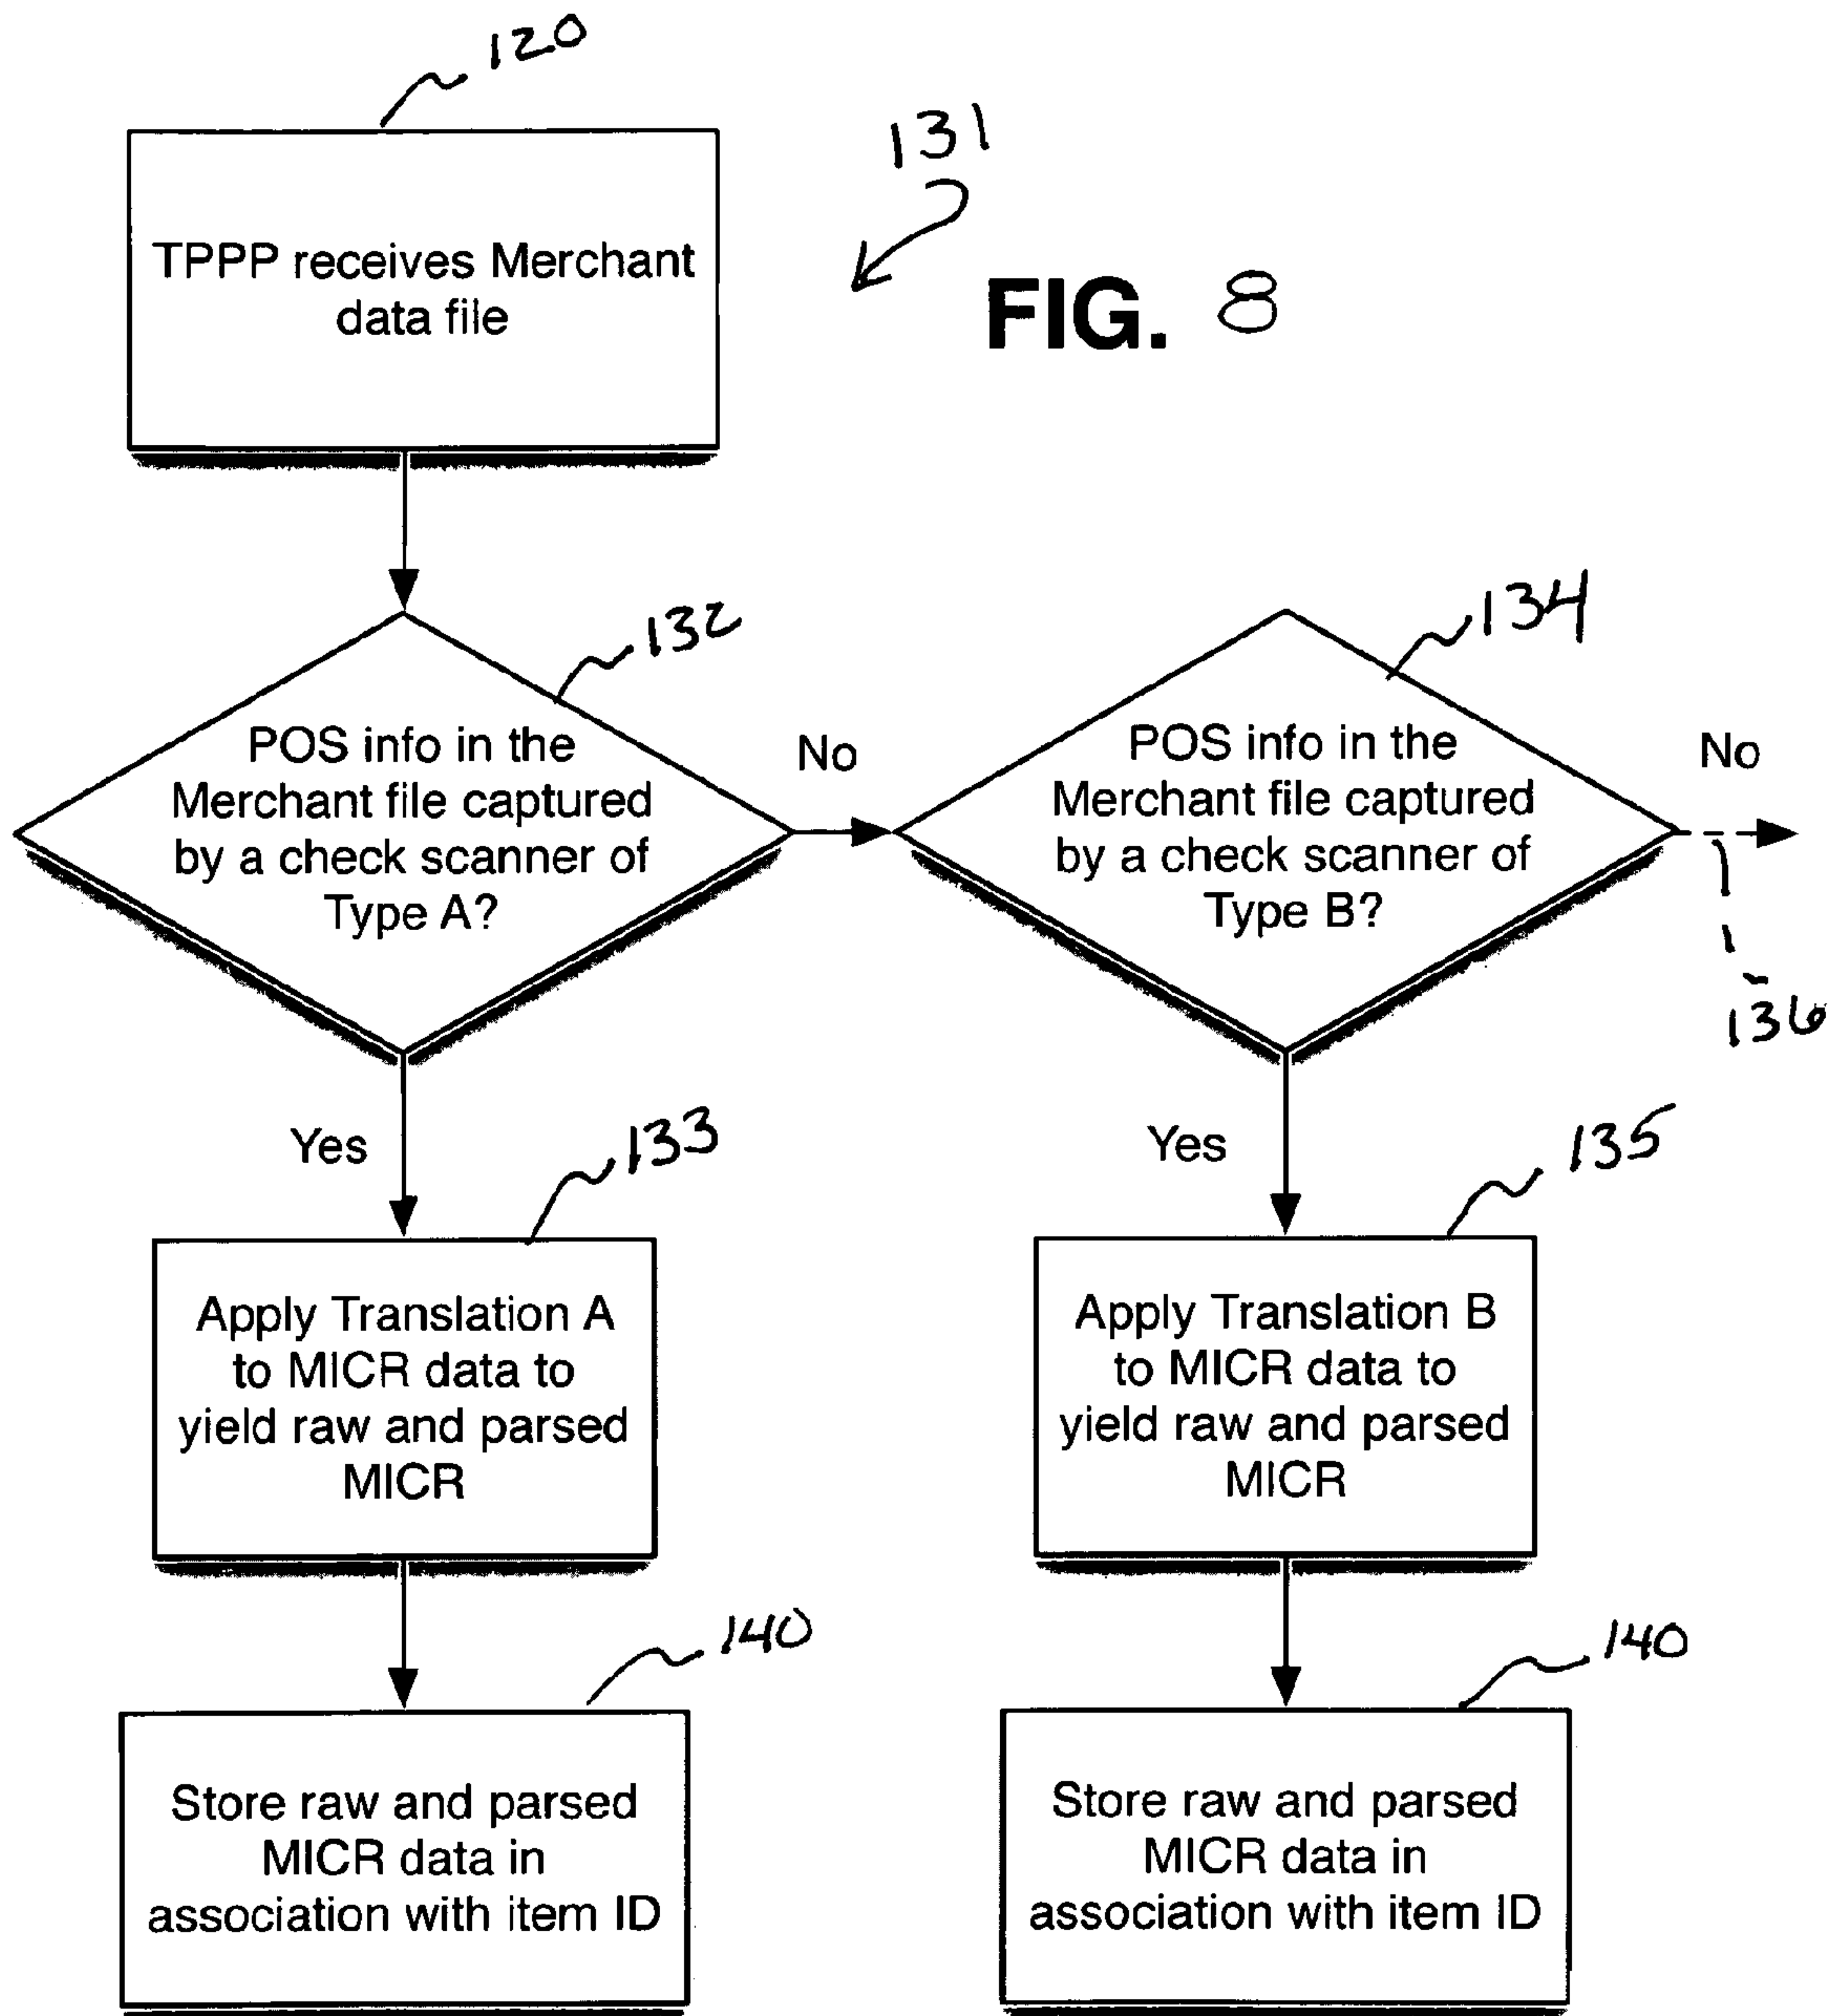 120
TPPP receives Merchant
data file
131
FIG. 8
132
POS info in the
Merchant file captured
by a check scanner of
Type A?
No
134
POS info in the
Merchant file captured
by a check scanner of
Type B?
No
136
Yes
133
Apply Translation A
to MICR data to
yield raw and parsed
MICR
Yes
135
Apply Translation B
to MICR data to
yield raw and parsed
MICR
140
Store raw and parsed
MICR data in
association with item ID
140
Store raw and parsed
MICR data in
association with item ID